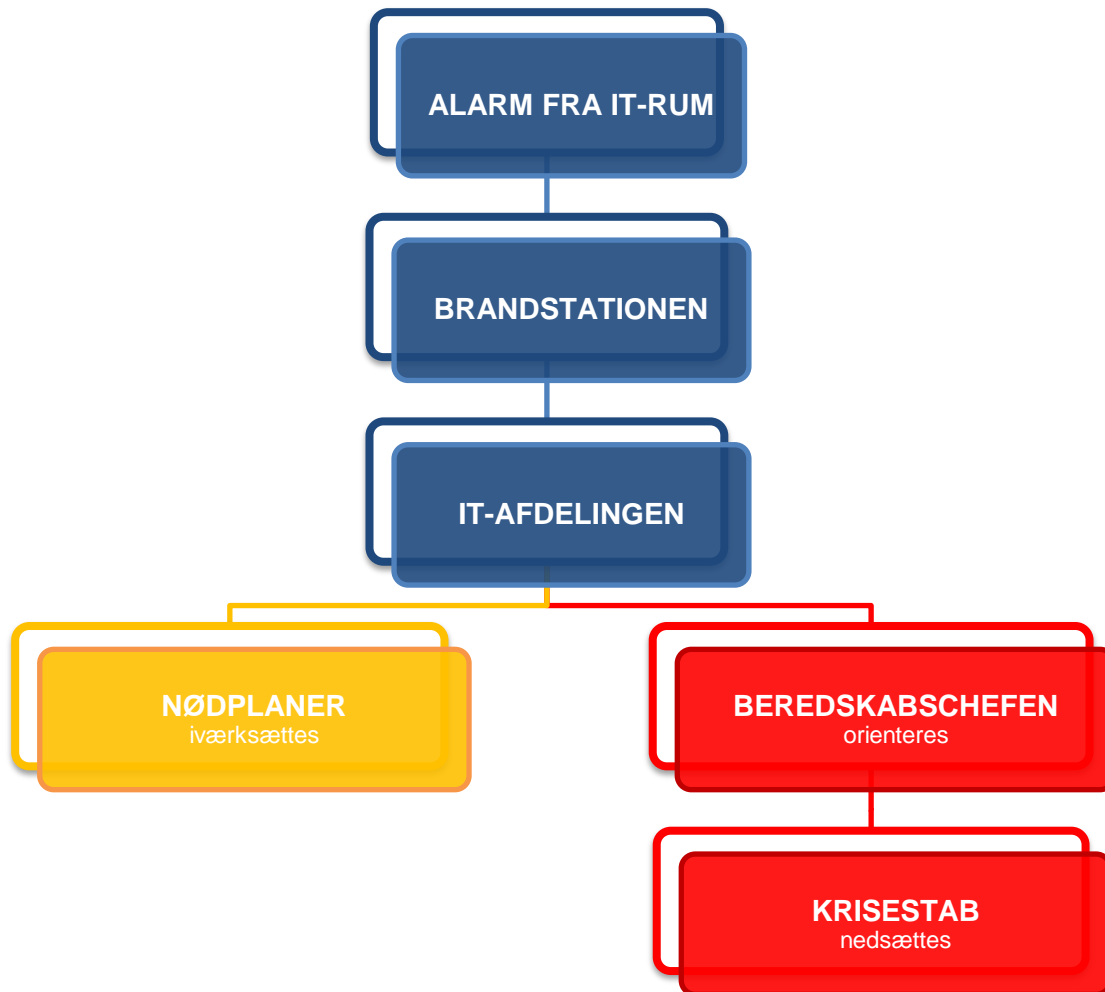 ALARM FRA IT-RUM
BRANDSTATIONEN
IT-AFDELINGEN
NØDPLANER
iværksættes
BEREDSKABSCHEFEN
orienteres
KRISESTAB
nedsættes